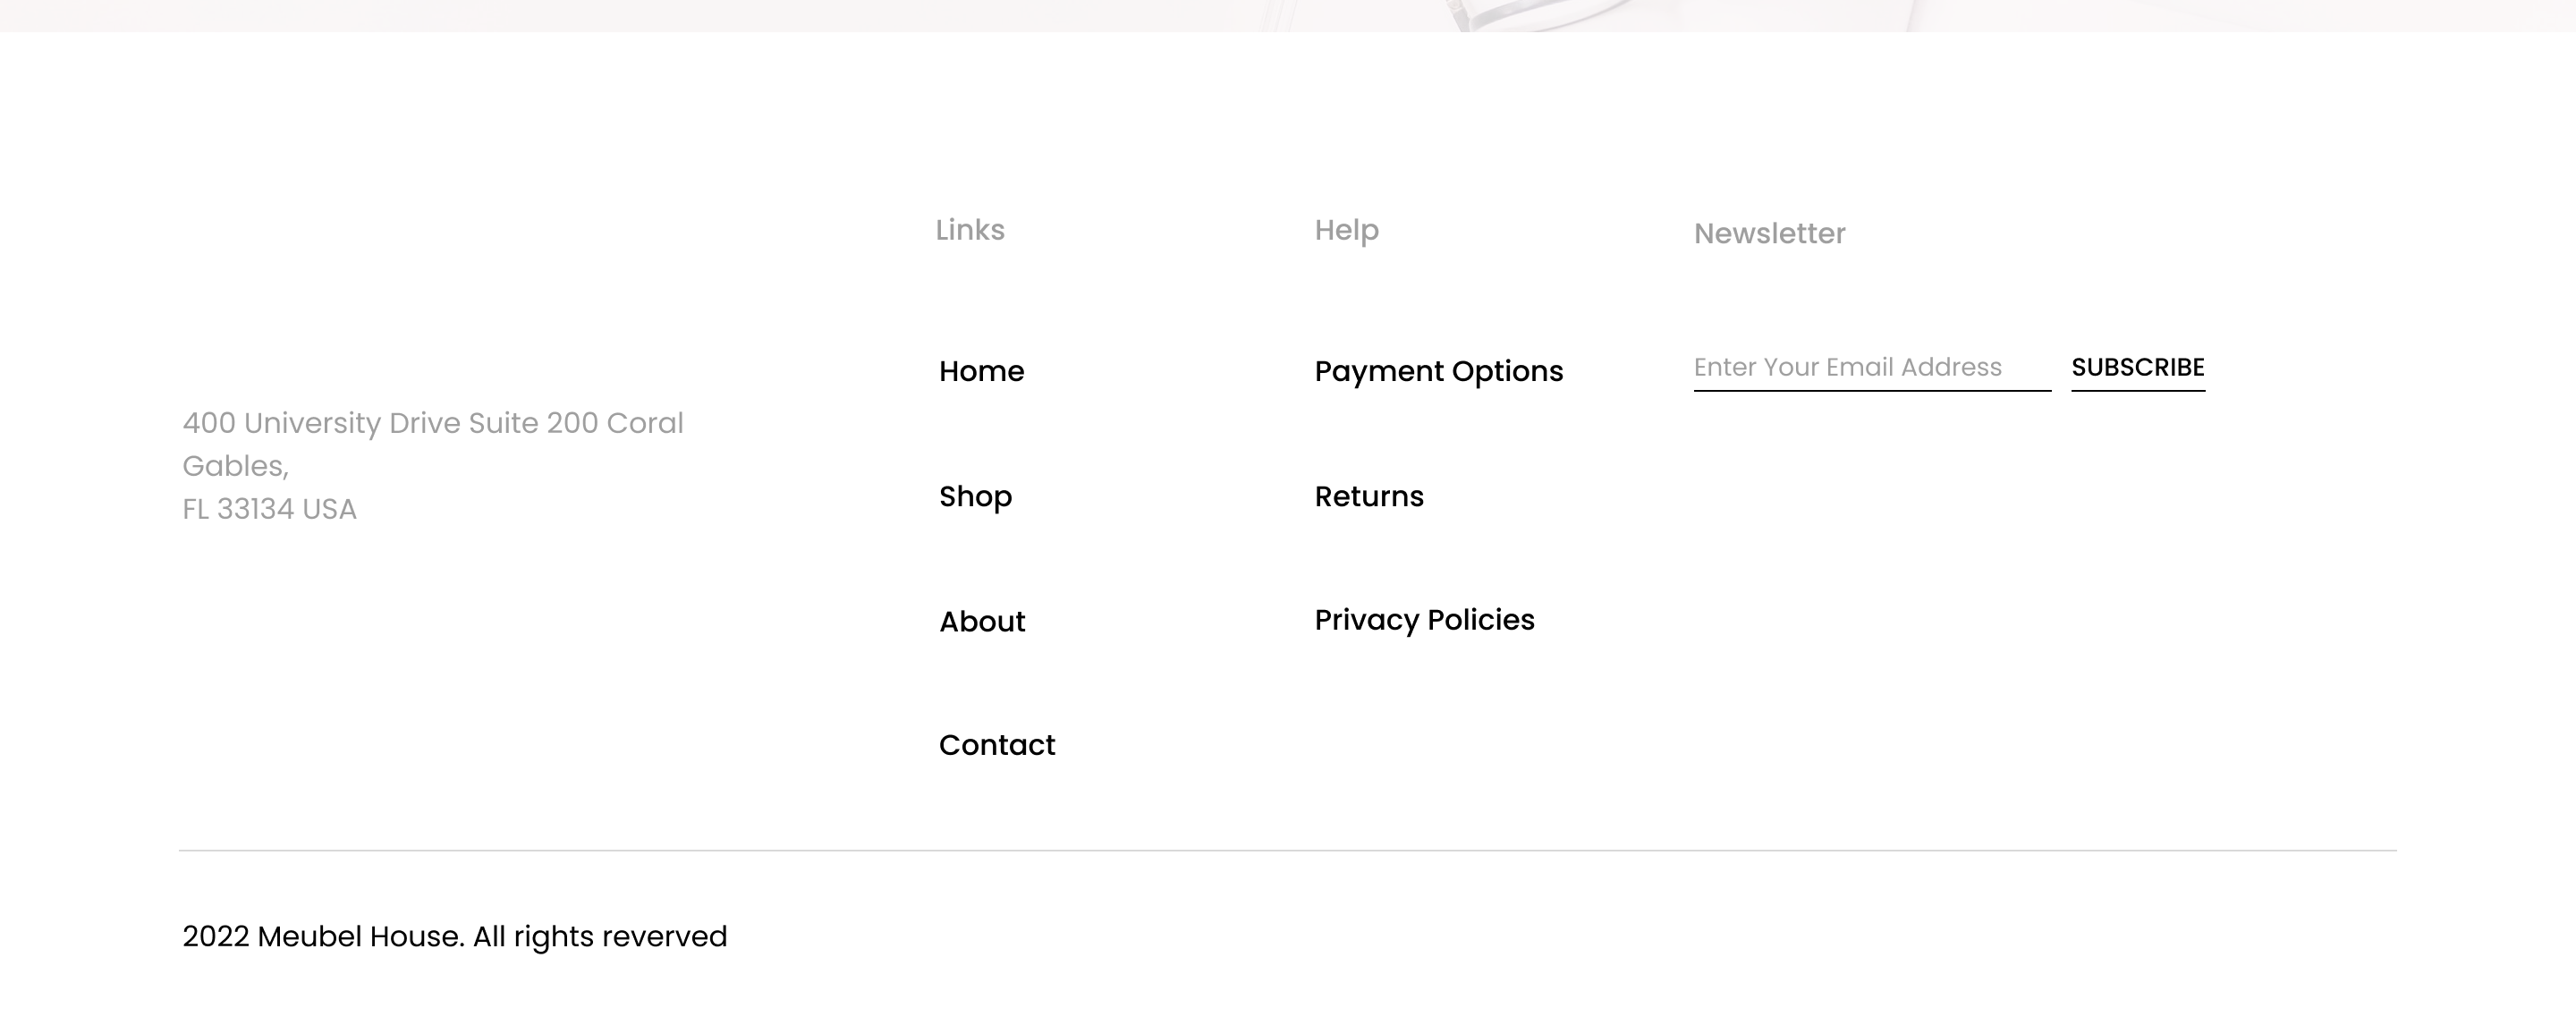 400 University Drive Suite 200 Coral
Gables,
FL 33134 USA
Links
Home
Shop
About
Contact
Help
Payment Options
Returns
Privacy Policies
Newsletter
Enter Your Email Address
SUBSCRIBE
2022 Meubel House. All rights reverved